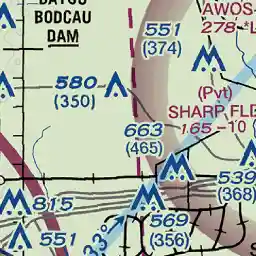 BODCAU
DAM
551
(374)
AWOS-
278-*L
580
(350)
(Pvt)
SHARP FLD
165-10
663
(465)
539
(368)
815
569
(356)
551
33°